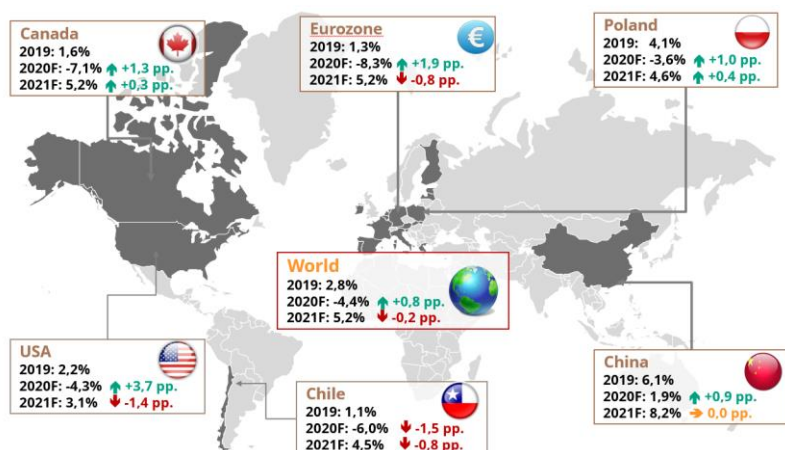 Canada
2019: 1,6%
2020F: -7,1% +1,3 pp.
2021F: 5,2% +0,3 pp.
Eurozone
2019: 1,3%
2020F: -8,3% +1,9 pp.
2021F: 5,2% -0,8 pp.
€
Poland
2019: 4,1%
2020F: -3,6% +1,0 pp.
2021F: 4,6% +0,4 pp.
World
2019: 2,8%
2020F: -4,4% +0,8 pp.
2021F: 5,2% -0,2 pp.
USA
2019: 2,2%
2020F: -4,3% +3,7 pp.
2021F: 3,1% -1,4 pp.
Chile
2019: 1,1%
2020F: -6,0% -1,5 pp.
2021F: 4,5% -0,8 pp.
China
2019: 6,1%
2020F: 1,9% +0,9 pp.
2021F: 8,2% 0,0 pp.